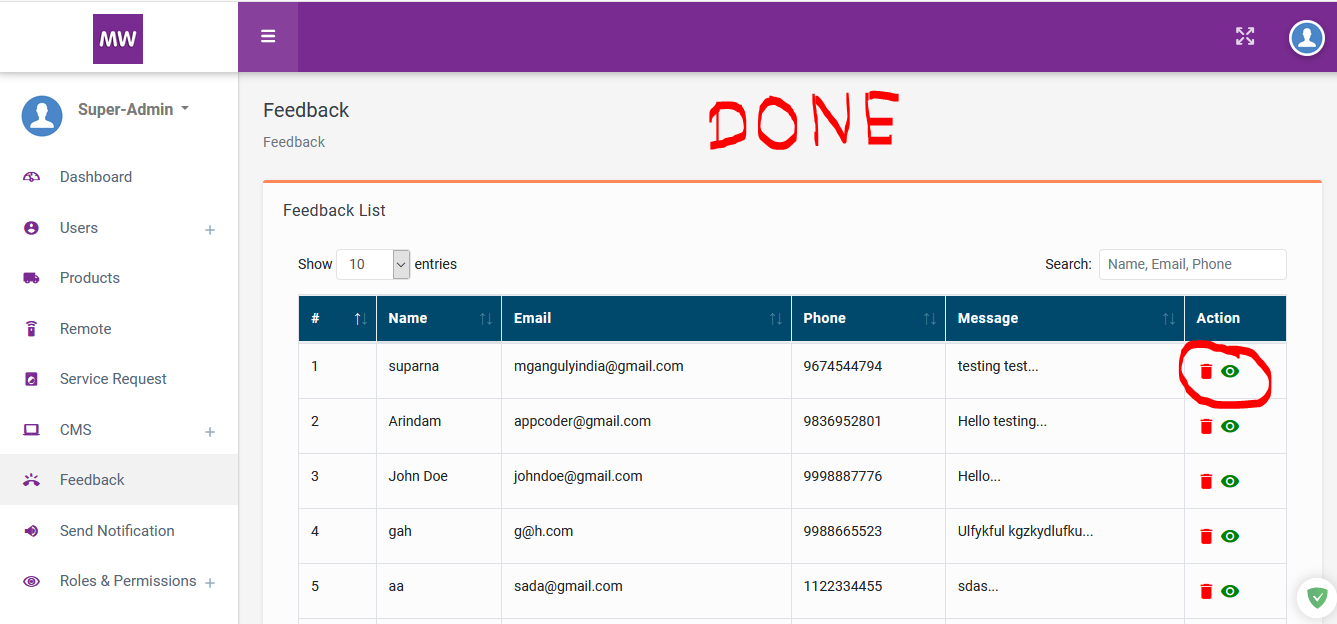 MW
Super-Admin
Dashboard
Users
Products
Remote
Service Request
CMS
Feedback
Send Notification
Roles & Permissions
Feedback
DONE
Feedback
Feedback List
Show 10 entries
Search: Name, Email, Phone
# Name Email Phone Message Action
1 suparna mgangulyindia@gmail.com 9674544794 testing test...
2 Arindam appcoder@gmail.com 9836952801 Hello testing...
3 John Doe johndoe@gmail.com 9998887776 Hello...
4 gah g@h.com 9988665523 Ulfykful kgzkydlufku...
5 aa sada@gmail.com 1122334455 sdas...